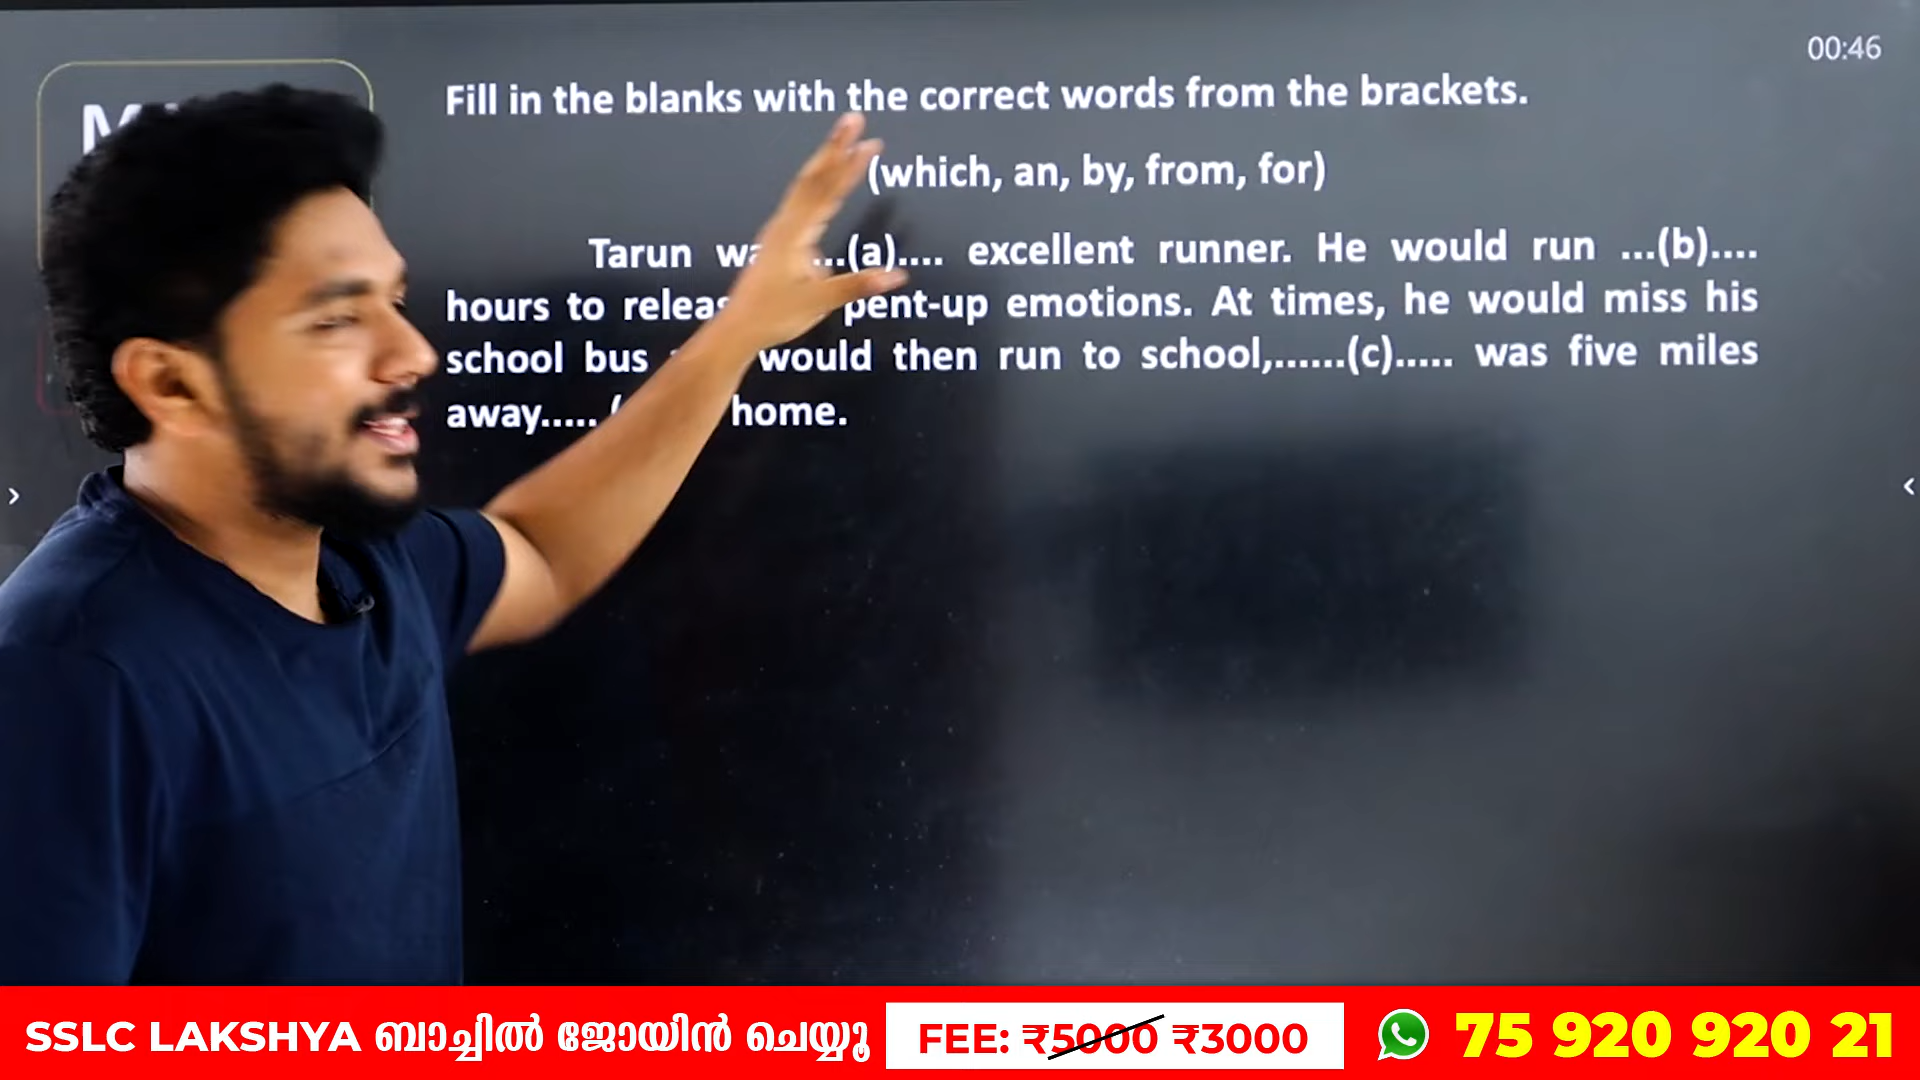 00:46
Fill in the blanks with the correct words from the brackets.
(which, an, by, from, for)
Tarun ...(a).... excellent runner. He would run ...(b)....
hours to pent-up emotions. At times, he would miss his
school bus would then run to school,......(c)..... was five miles
away..... home.
SSLC LAKSHYA ബാച്ചിൽ ജോയിൻ ചെയ്യൂ
FEE: ₹5000 ₹3000
75 920 920 21